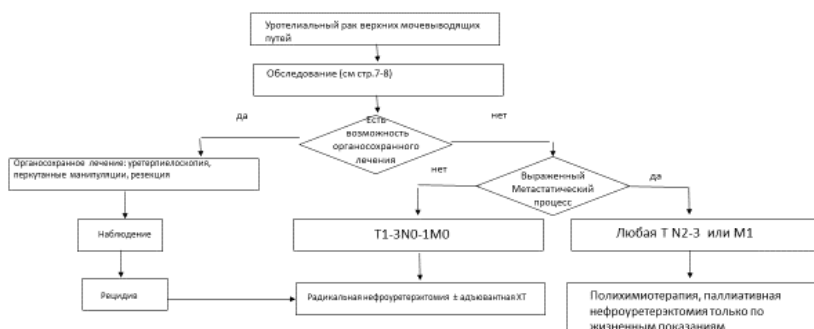 Уротелиальный рак верхних мочевыводящих
путей
Обследование (см стр.7-8)
да
нет
Есть
возможность
органосохранного
лечения
Органосохранное лечение: уретерпиелоскопия,
перкутанные манипуляции, резекция
нет
да
Выраженный
Метастатический
процесс
Наблюдение
T1-3N0-1M0
Любая T N2-3 или M1
Рецидив
Радикальная нефроуретерэктомия ± адъювантная ХТ
Полихимиотерапия, паллиативная
нефроуретерэктомия только по
жизненным показаниям